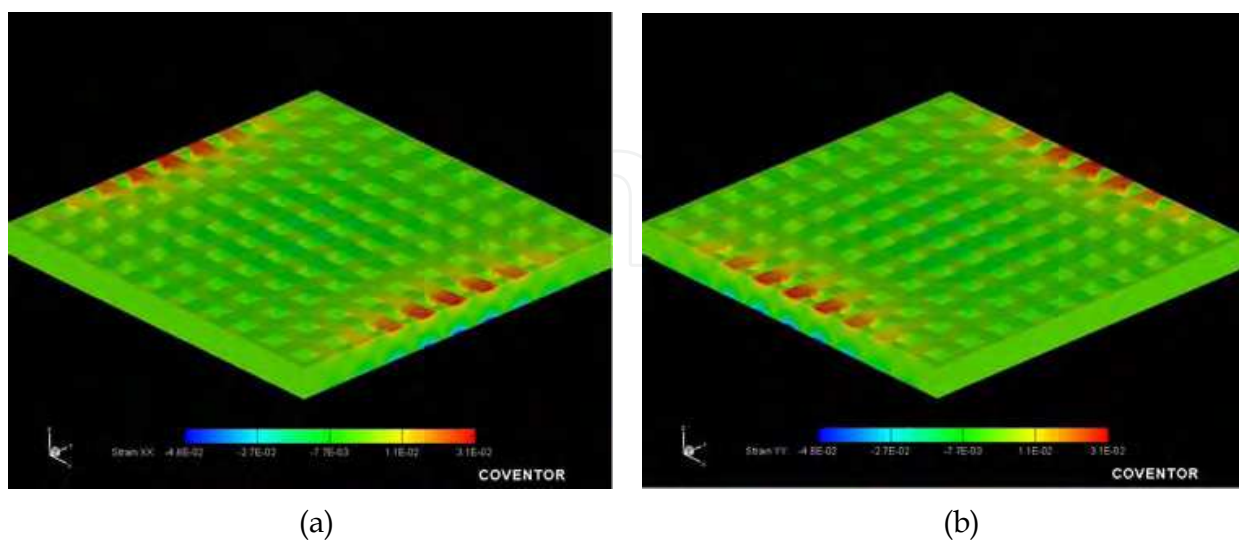 Strain XX: -4.8E-02 -2.7E-02 -7.7E-03 1.1E-02 3.1E-02
COVENTOR
Strain YY: -4.8E-02 -2.7E-02 -7.7E-03 1.1E-02 3.1E-02
COVENTOR
(a)
(b)